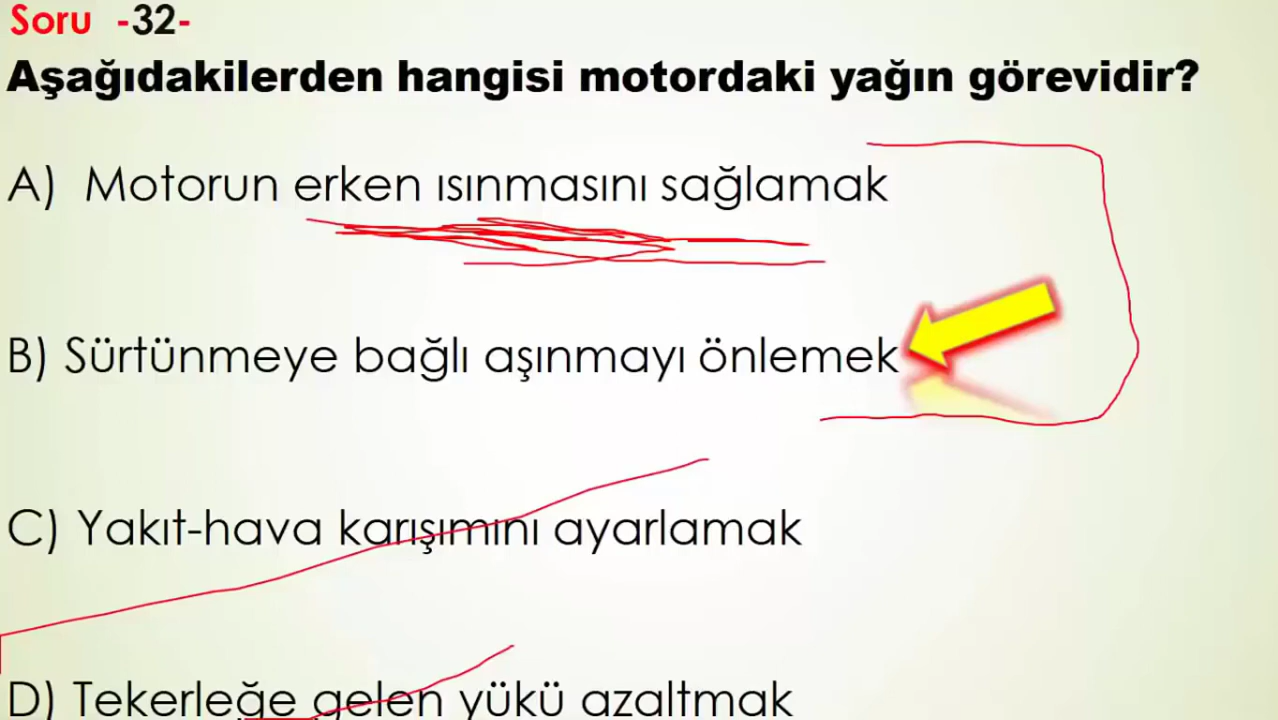 Soru -32-
Aşağıdakilerden hangisi motordaki yağın görevidir?
A) Motorun erken ısınmasını sağlamak
B) Sürtünmeye bağlı aşınmayı önlemek
C) Yakıt-hava karışımını ayarlamak
D) Tekerleğe gelen yükü azaltmak